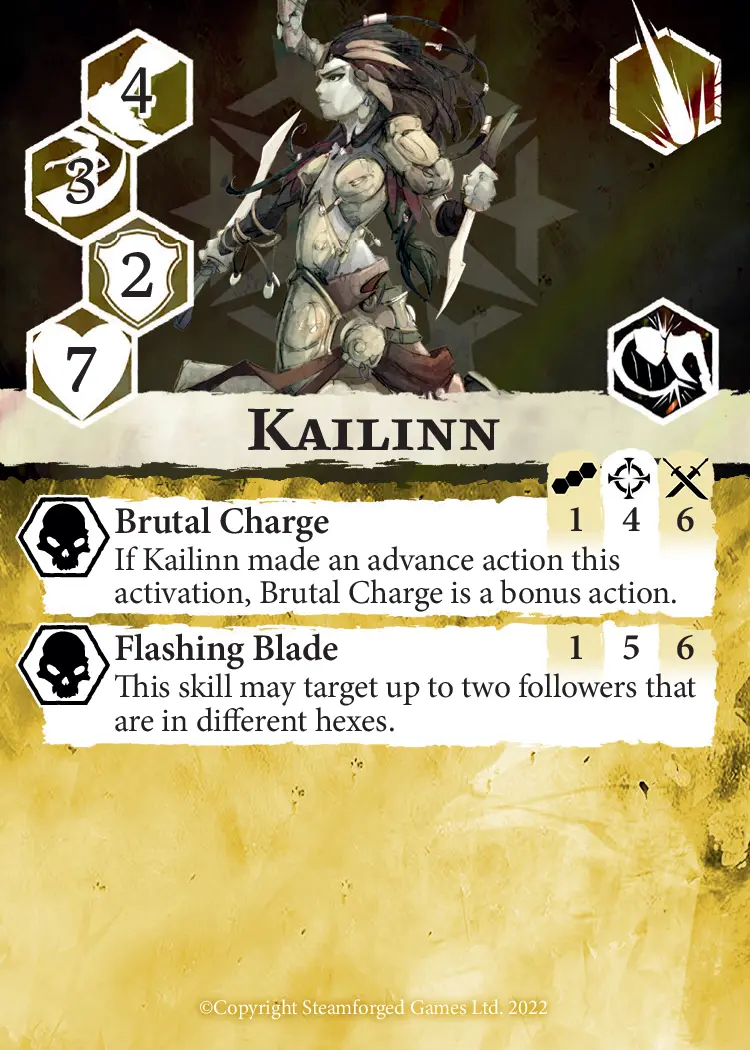 4
3
2
7
Kailinn
Brutal Charge 1 4 6
If Kailinn made an advance action this
activation, Brutal Charge is a bonus action.
Flashing Blade 1 5 6
This skill may target up to two followers that
are in different hexes.
©Copyright Steamforged Games Ltd. 2022